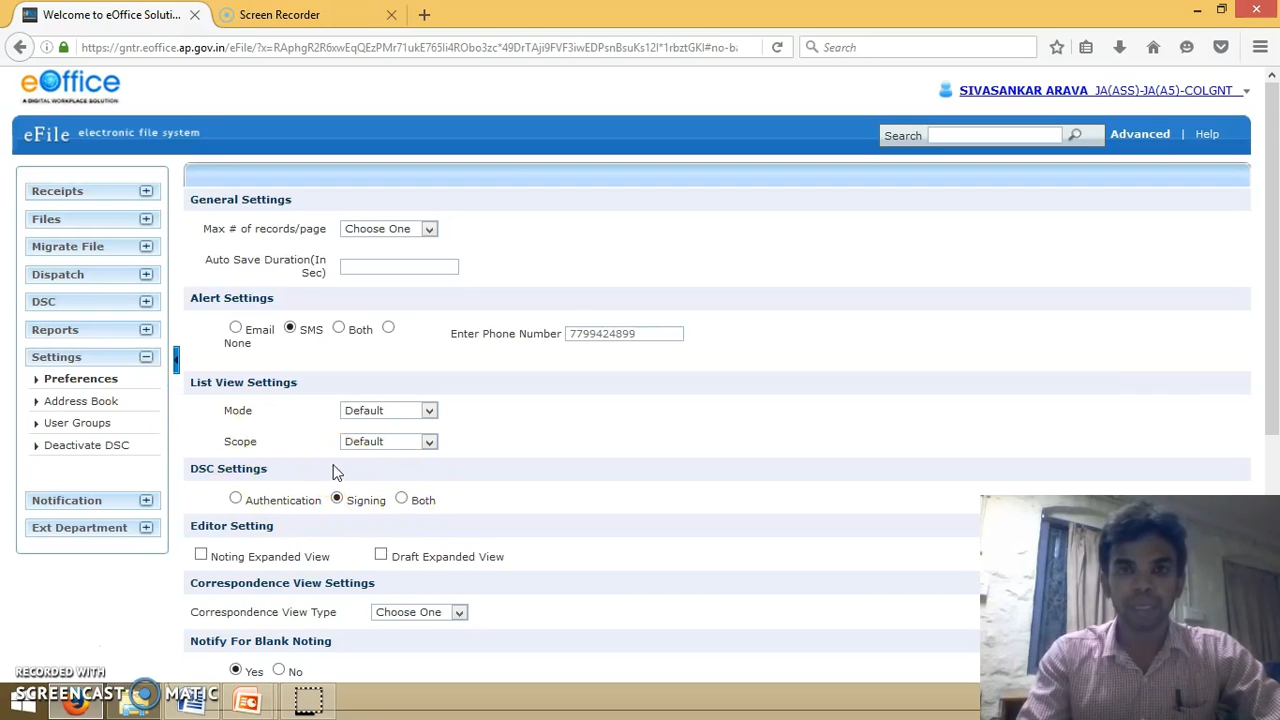 Welcome to eOffice Soluti...
Screen Recorder
https://gntr.eoffice.ap.gov.in/eFile/?x=RAphgR2R6xwEqQEzPMr71ukE765Ii4RObo3zc*49DrTAji9FVF3iwEDPsnBsuKs12I*1rbztGKI#no-ba
Search
eOffice
A DIGITAL WORKPLACE SOLUTION
SIVASANKAR ARAVA JA(ASS)-JA(A5)-COLGNT
eFile electronic file system
Search
Advanced | Help
Receipts
Files
Migrate File
Dispatch
DSC
Reports
Settings
Preferences
Address Book
User Groups
Deactivate DSC
Notification
Ext Department
General Settings
Max # of records/page Choose One
Auto Save Duration(In
Sec)
Alert Settings
Email SMS Both
None
Enter Phone Number 7799424899
List View Settings
Mode Default
Scope Default
DSC Settings
Authentication Signing Both
Editor Setting
Noting Expanded View Draft Expanded View
Correspondence View Settings
Correspondence View Type Choose One
Notify For Blank Noting
Yes No
RECORDED WITH
SCREENCAST MATIC